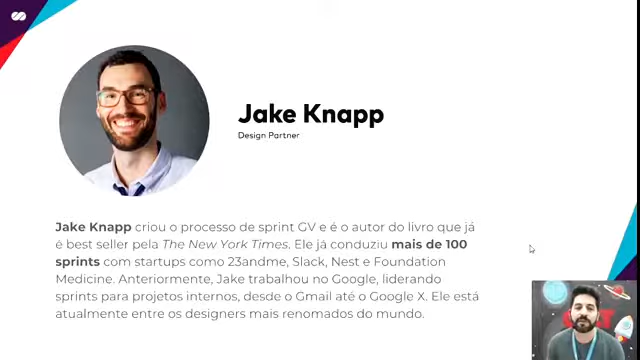 Jake Knapp
Design Partner
Jake Knapp criou o processo de sprint GV e é o autor do livro que já
é best seller pela The New York Times. Ele já conduziu mais de 100
sprints com startups como 23andme, Slack, Nest e Foundation
Medicine. Anteriormente, Jake trabalhou no Google, liderando
sprints para projetos internos, desde o Gmail até o Google X. Ele está
atualmente entre os designers mais renomados do mundo.